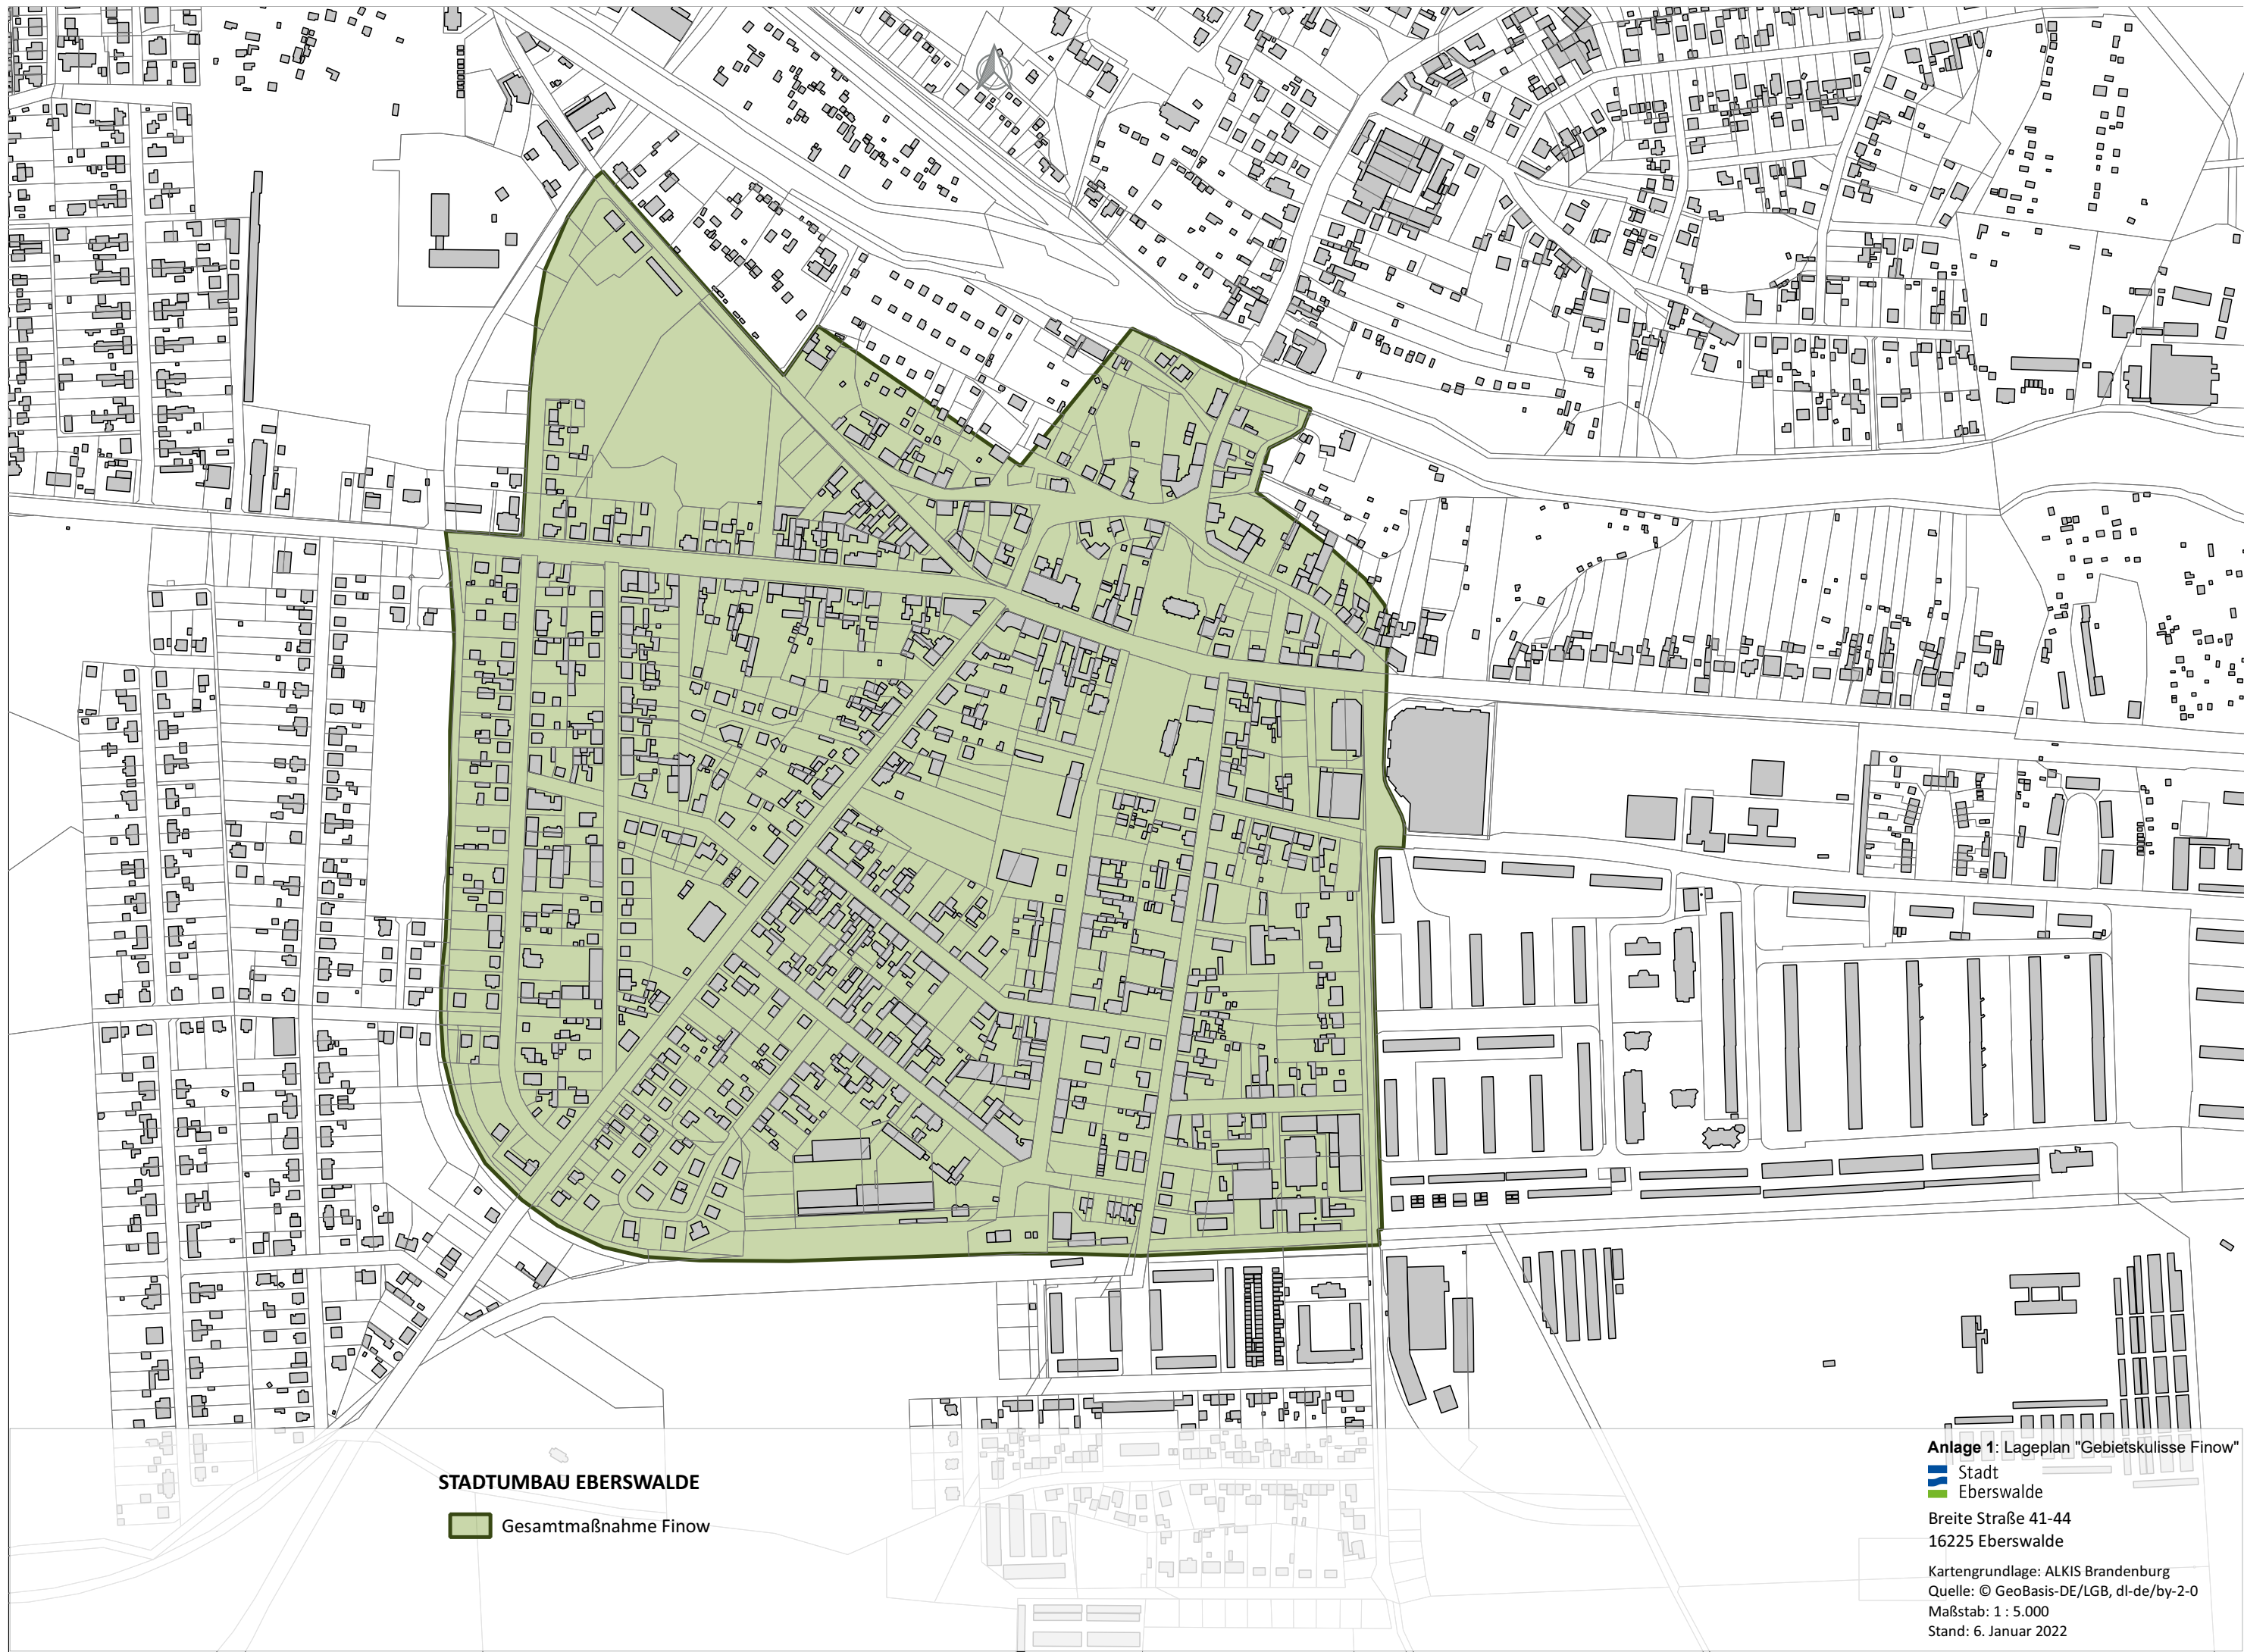 STADTUMBAU EBERSWALDE
Gesamtmaßnahme Finow
Anlage 1: Lageplan "Gebietskulisse Finow"
Stadt
Eberswalde
Breite Straße 41-44
16225 Eberswalde
Kartengrundlage: ALKIS Brandenburg
Quelle: © GeoBasis-DE/LGB, dl-de/by-2-0
Maßstab: 1 : 5.000
Stand: 6. Januar 2022